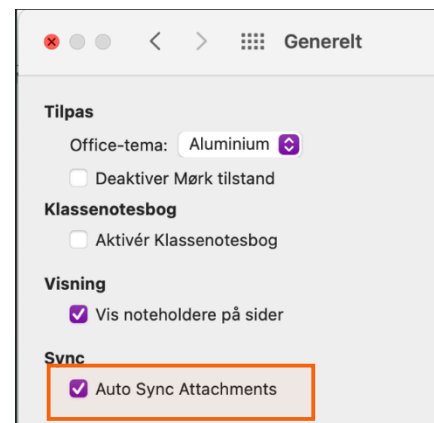 Generelt
Tilpas
Office-tema: Aluminium
Deaktiver Mørk tilstand
Klassenotesbog
Aktivér Klassenotesbog
Visning
Vis noteholdere på sider
Sync
Auto Sync Attachments